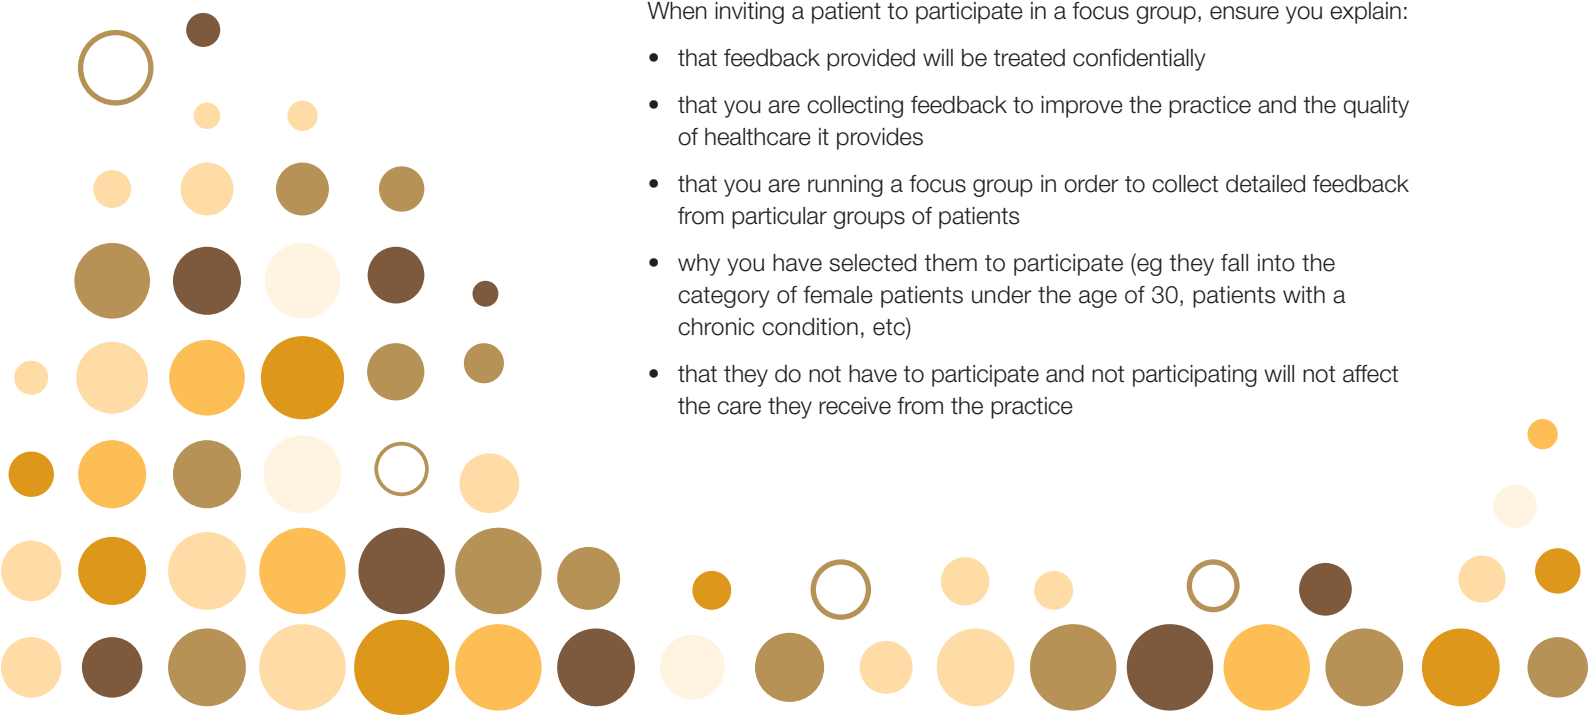 When inviting a patient to participate in a focus group, ensure you explain:
• that feedback provided will be treated confidentially
• that you are collecting feedback to improve the practice and the quality
of healthcare it provides
• that you are running a focus group in order to collect detailed feedback
from particular groups of patients
• why you have selected them to participate (eg they fall into the
category of female patients under the age of 30, patients with a
chronic condition, etc)
• that they do not have to participate and not participating will not affect
the care they receive from the practice